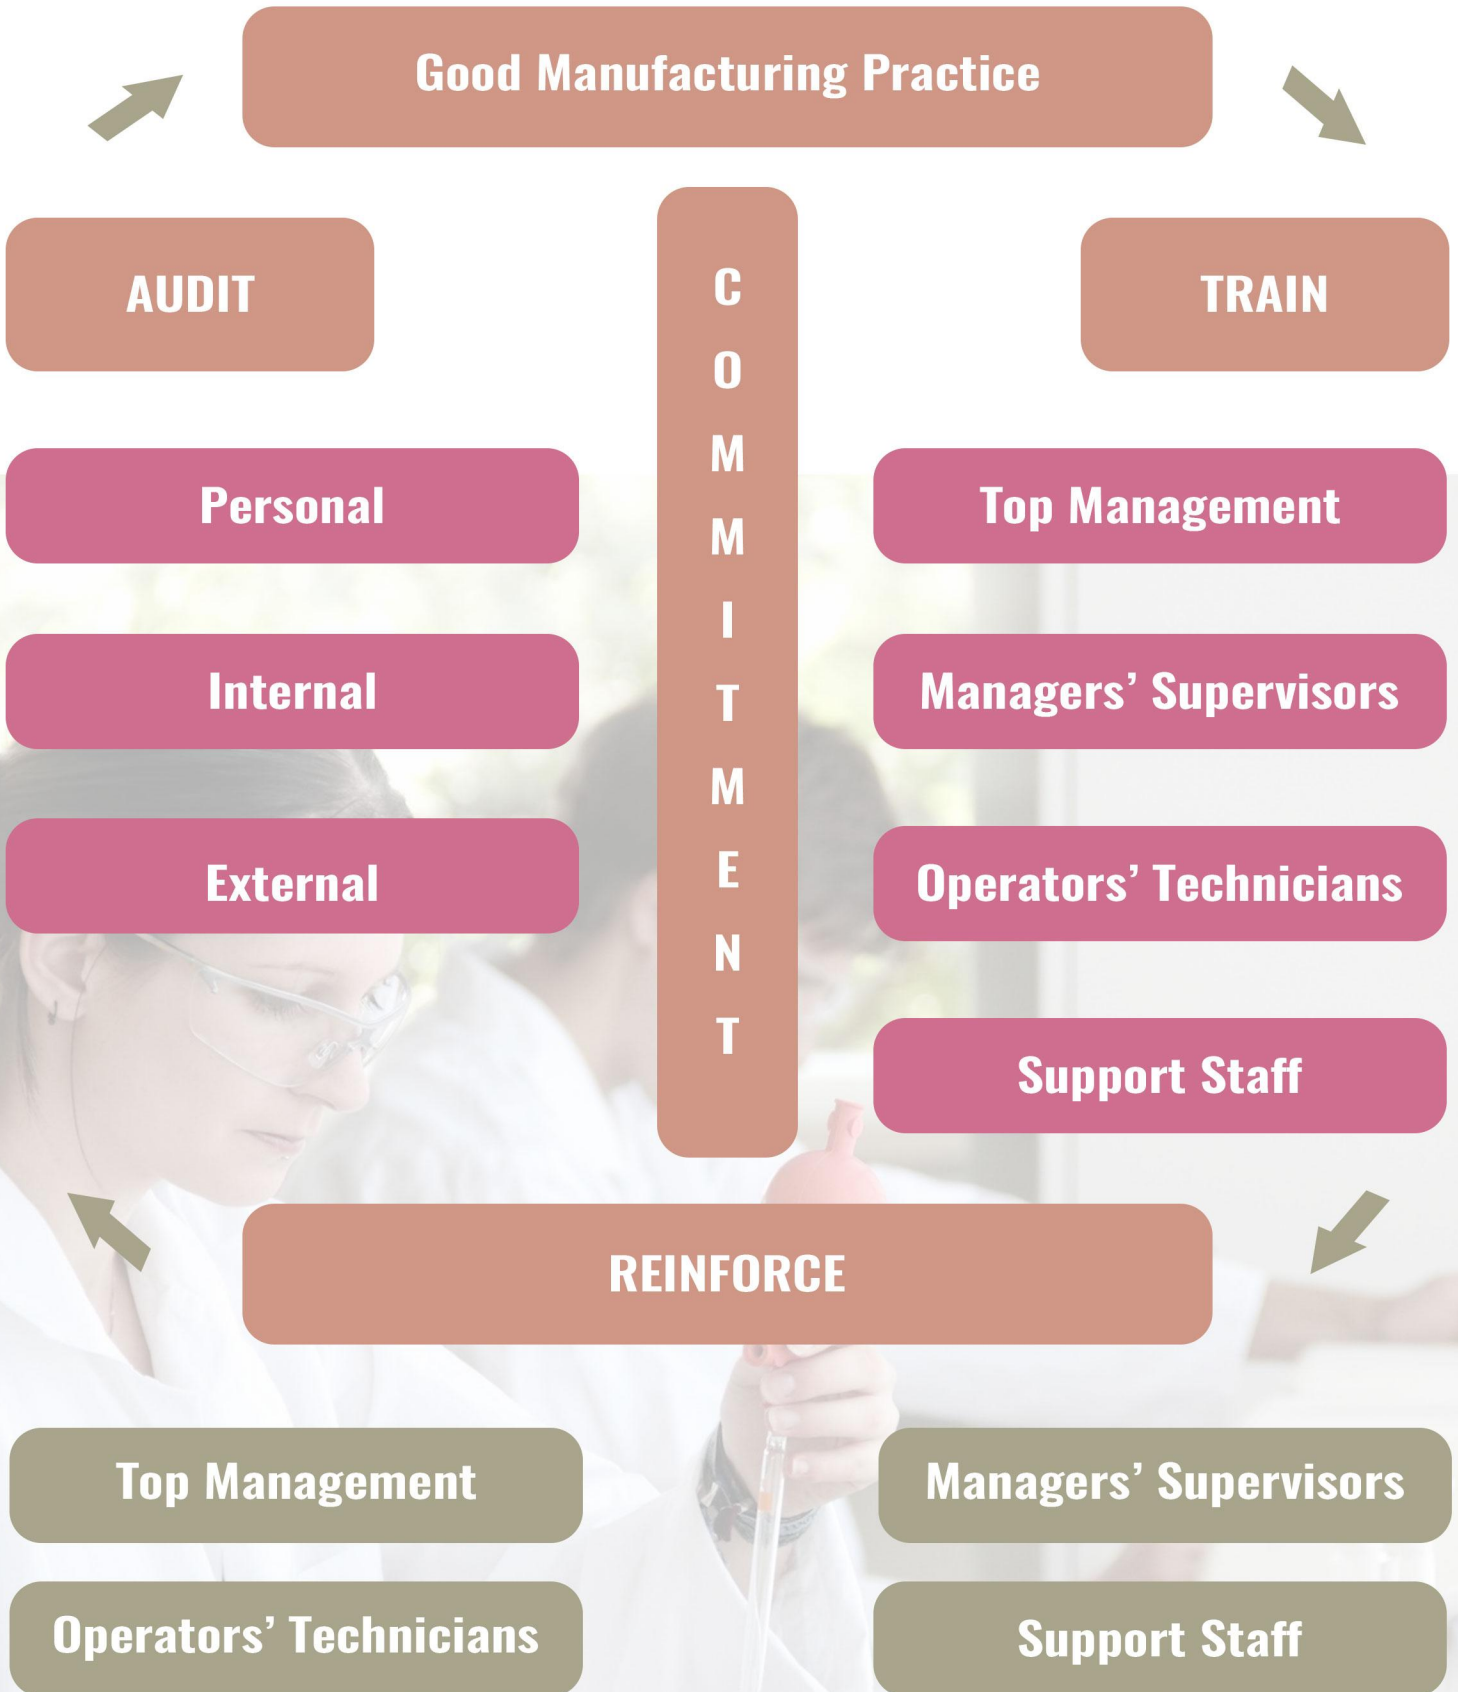 Good Manufacturing Practice
AUDIT
COMMITMENT
TRAIN
Personal
Internal
External
Top Management
Managers’ Supervisors
Operators’ Technicians
Support Staff
REINFORCE
Top Management
Managers’ Supervisors
Operators’ Technicians
Support Staff